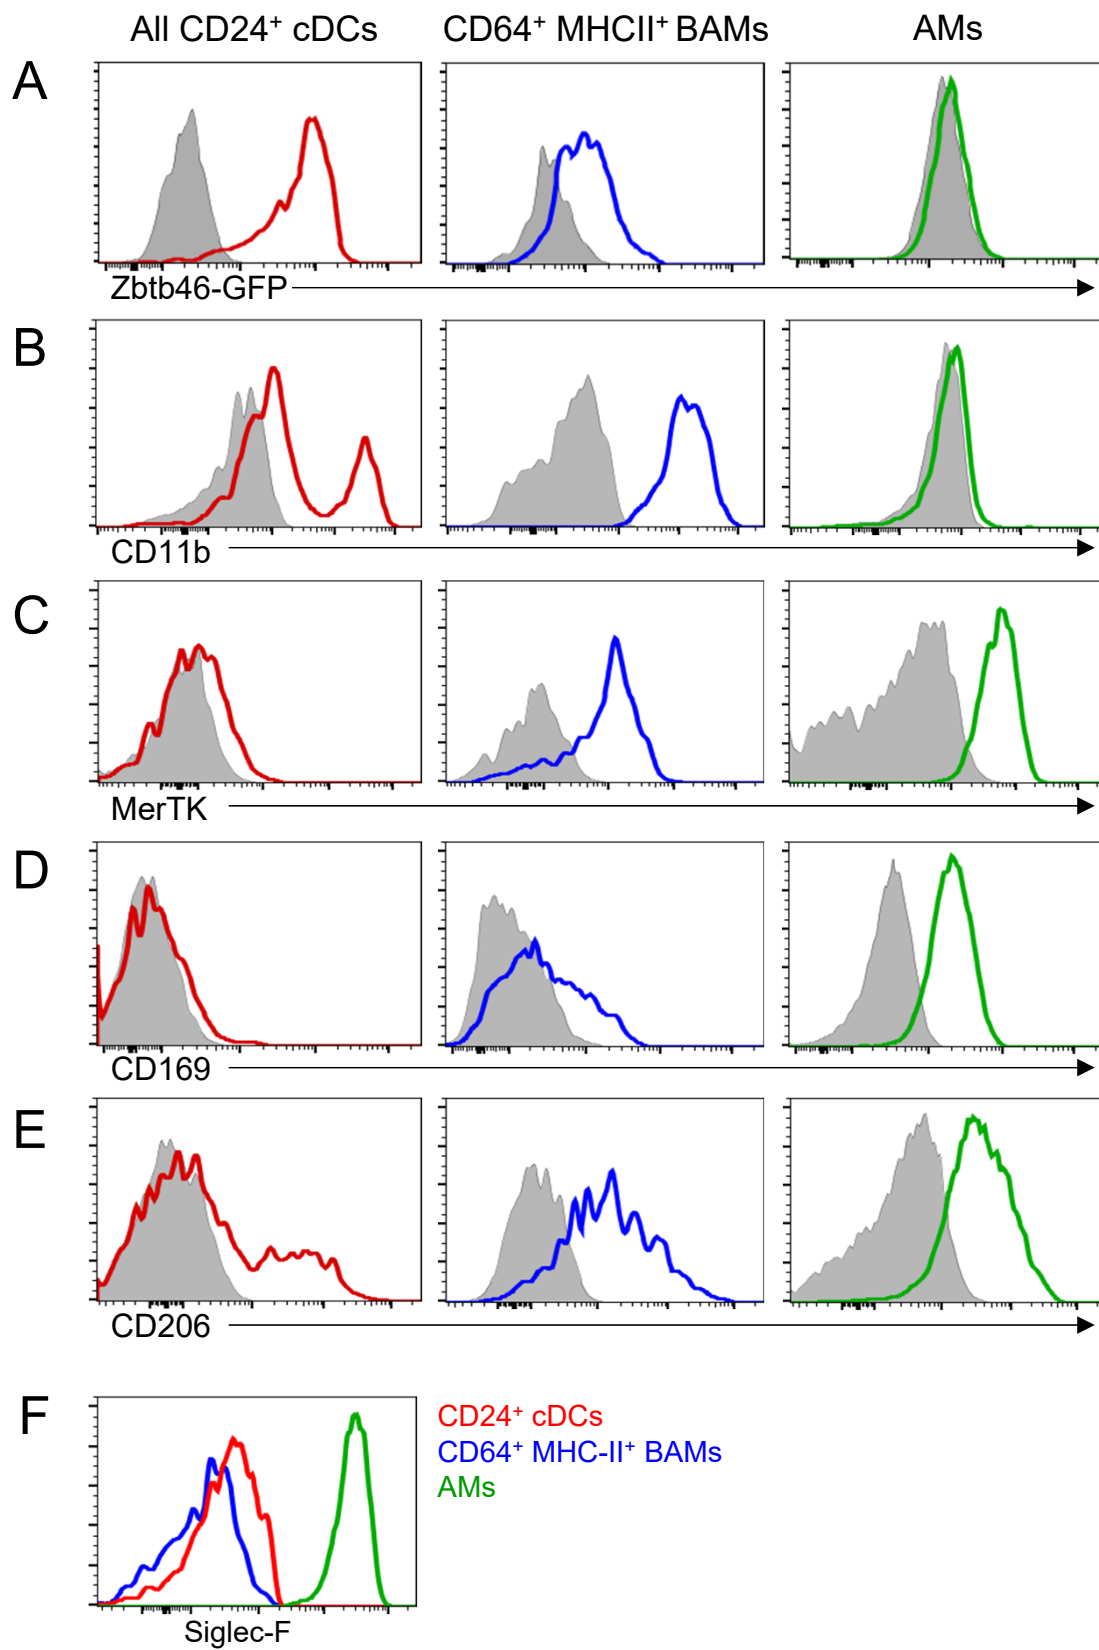 All CD24⁺ cDCs CD64⁺ MHCII⁺ BAMs AMs
A
Zbtb46-GFP
B
CD11b
C
MerTK
D
CD169
E
CD206
F
CD24⁺ cDCs
CD64⁺ MHC-II⁺ BAMs
AMs
Siglec-F